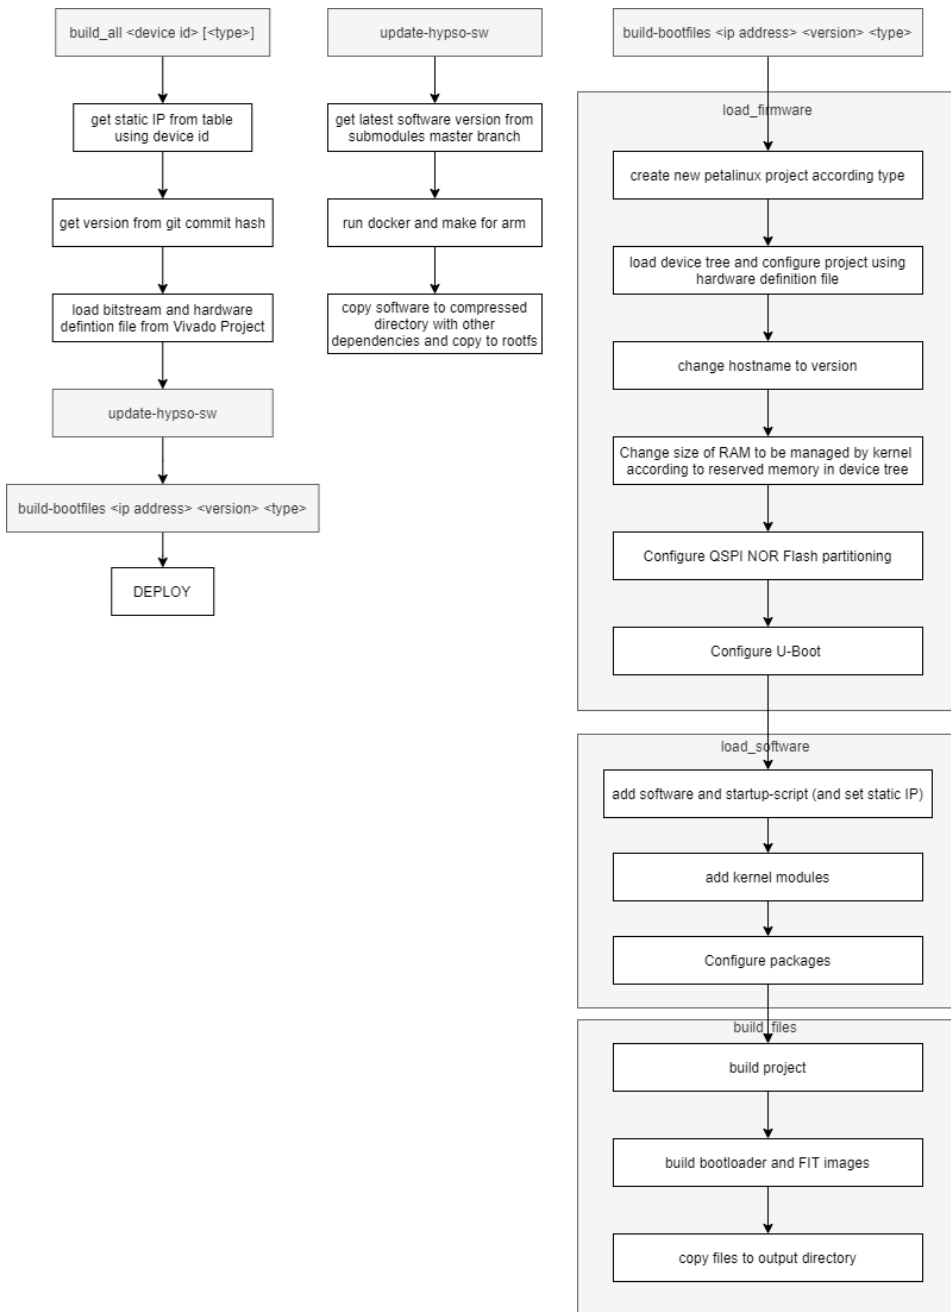 build_all <device id> [<type>]
get static IP from table
using device id
get version from git commit hash
load bitstream and hardware
defintion file from Vivado Project
update-hypso-sw
build-bootfiles <ip address> <version> <type>
DEPLOY
update-hypso-sw
get latest software version from
submodules master branch
run docker and make for arm
copy software to compressed
directory with other
dependencies and copy to rootfs
build-bootfiles <ip address> <version> <type>
load_firmware
create new petalinux project according type
load device tree and configure project using
hardware definition file
change hostname to version
Change size of RAM to be managed by kernel
according to reserved memory in device tree
Configure QSPI NOR Flash partitioning
Configure U-Boot
load_software
add software and startup-script (and set static IP)
add kernel modules
Configure packages
build_files
build project
build bootloader and FIT images
copy files to output directory